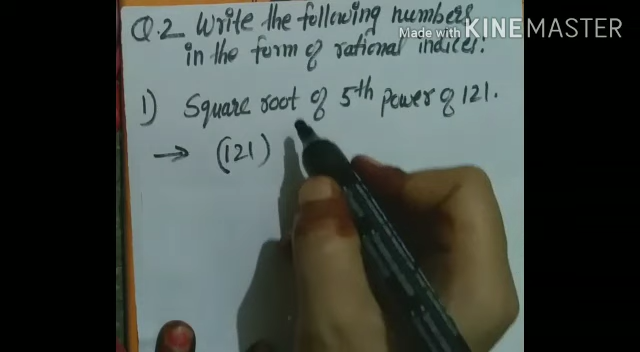 Q.2 Write the following numbers
Made with KINEMASTER
in the form of rational indices.
1) Square root of 5th power of 121.
→ (121)